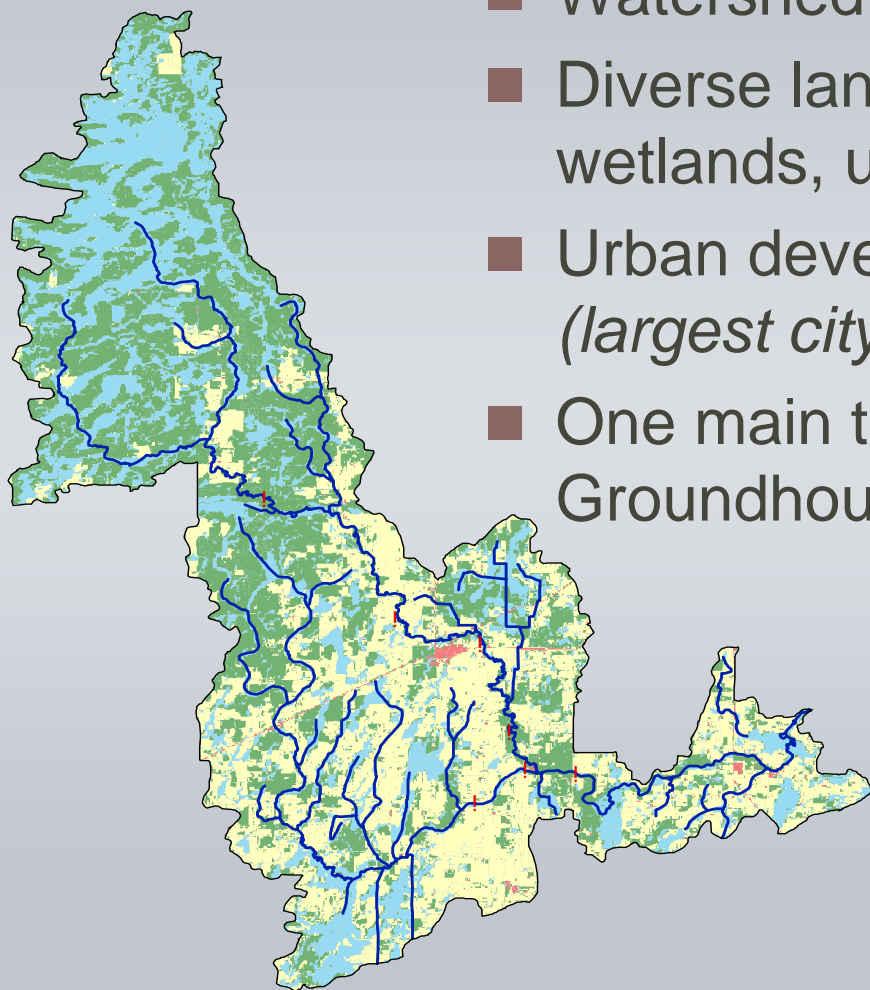 Watershed
Diverse lan
wetlands, u
Urban deve
(largest city
One main t
Groundhou